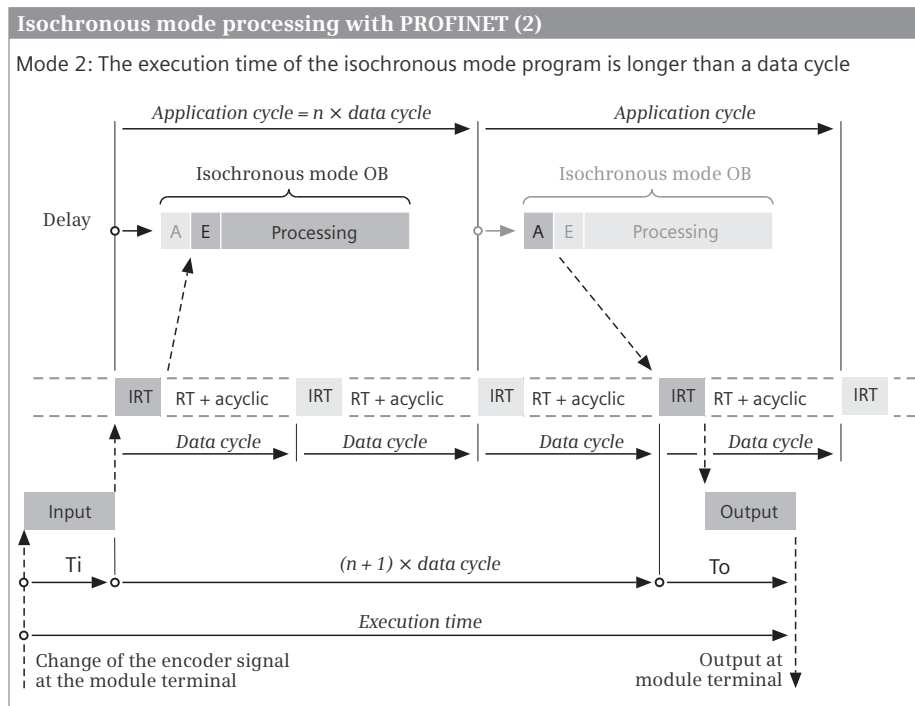 Isochronous mode processing with PROFINET (2)
Mode 2: The execution time of the isochronous mode program is longer than a data cycle
Application cycle = n × data cycle
Application cycle
Isochronous mode OB
Isochronous mode OB
Delay
A
E
Processing
A
E
Processing
IRT
RT + acyclic
IRT
RT + acyclic
IRT
RT + acyclic
IRT
RT + acyclic
IRT
Data cycle
Data cycle
Data cycle
Data cycle
Input
Output
Ti
(n + 1) × data cycle
To
Execution time
Change of the encoder signal
at the module terminal
Output at
module terminal